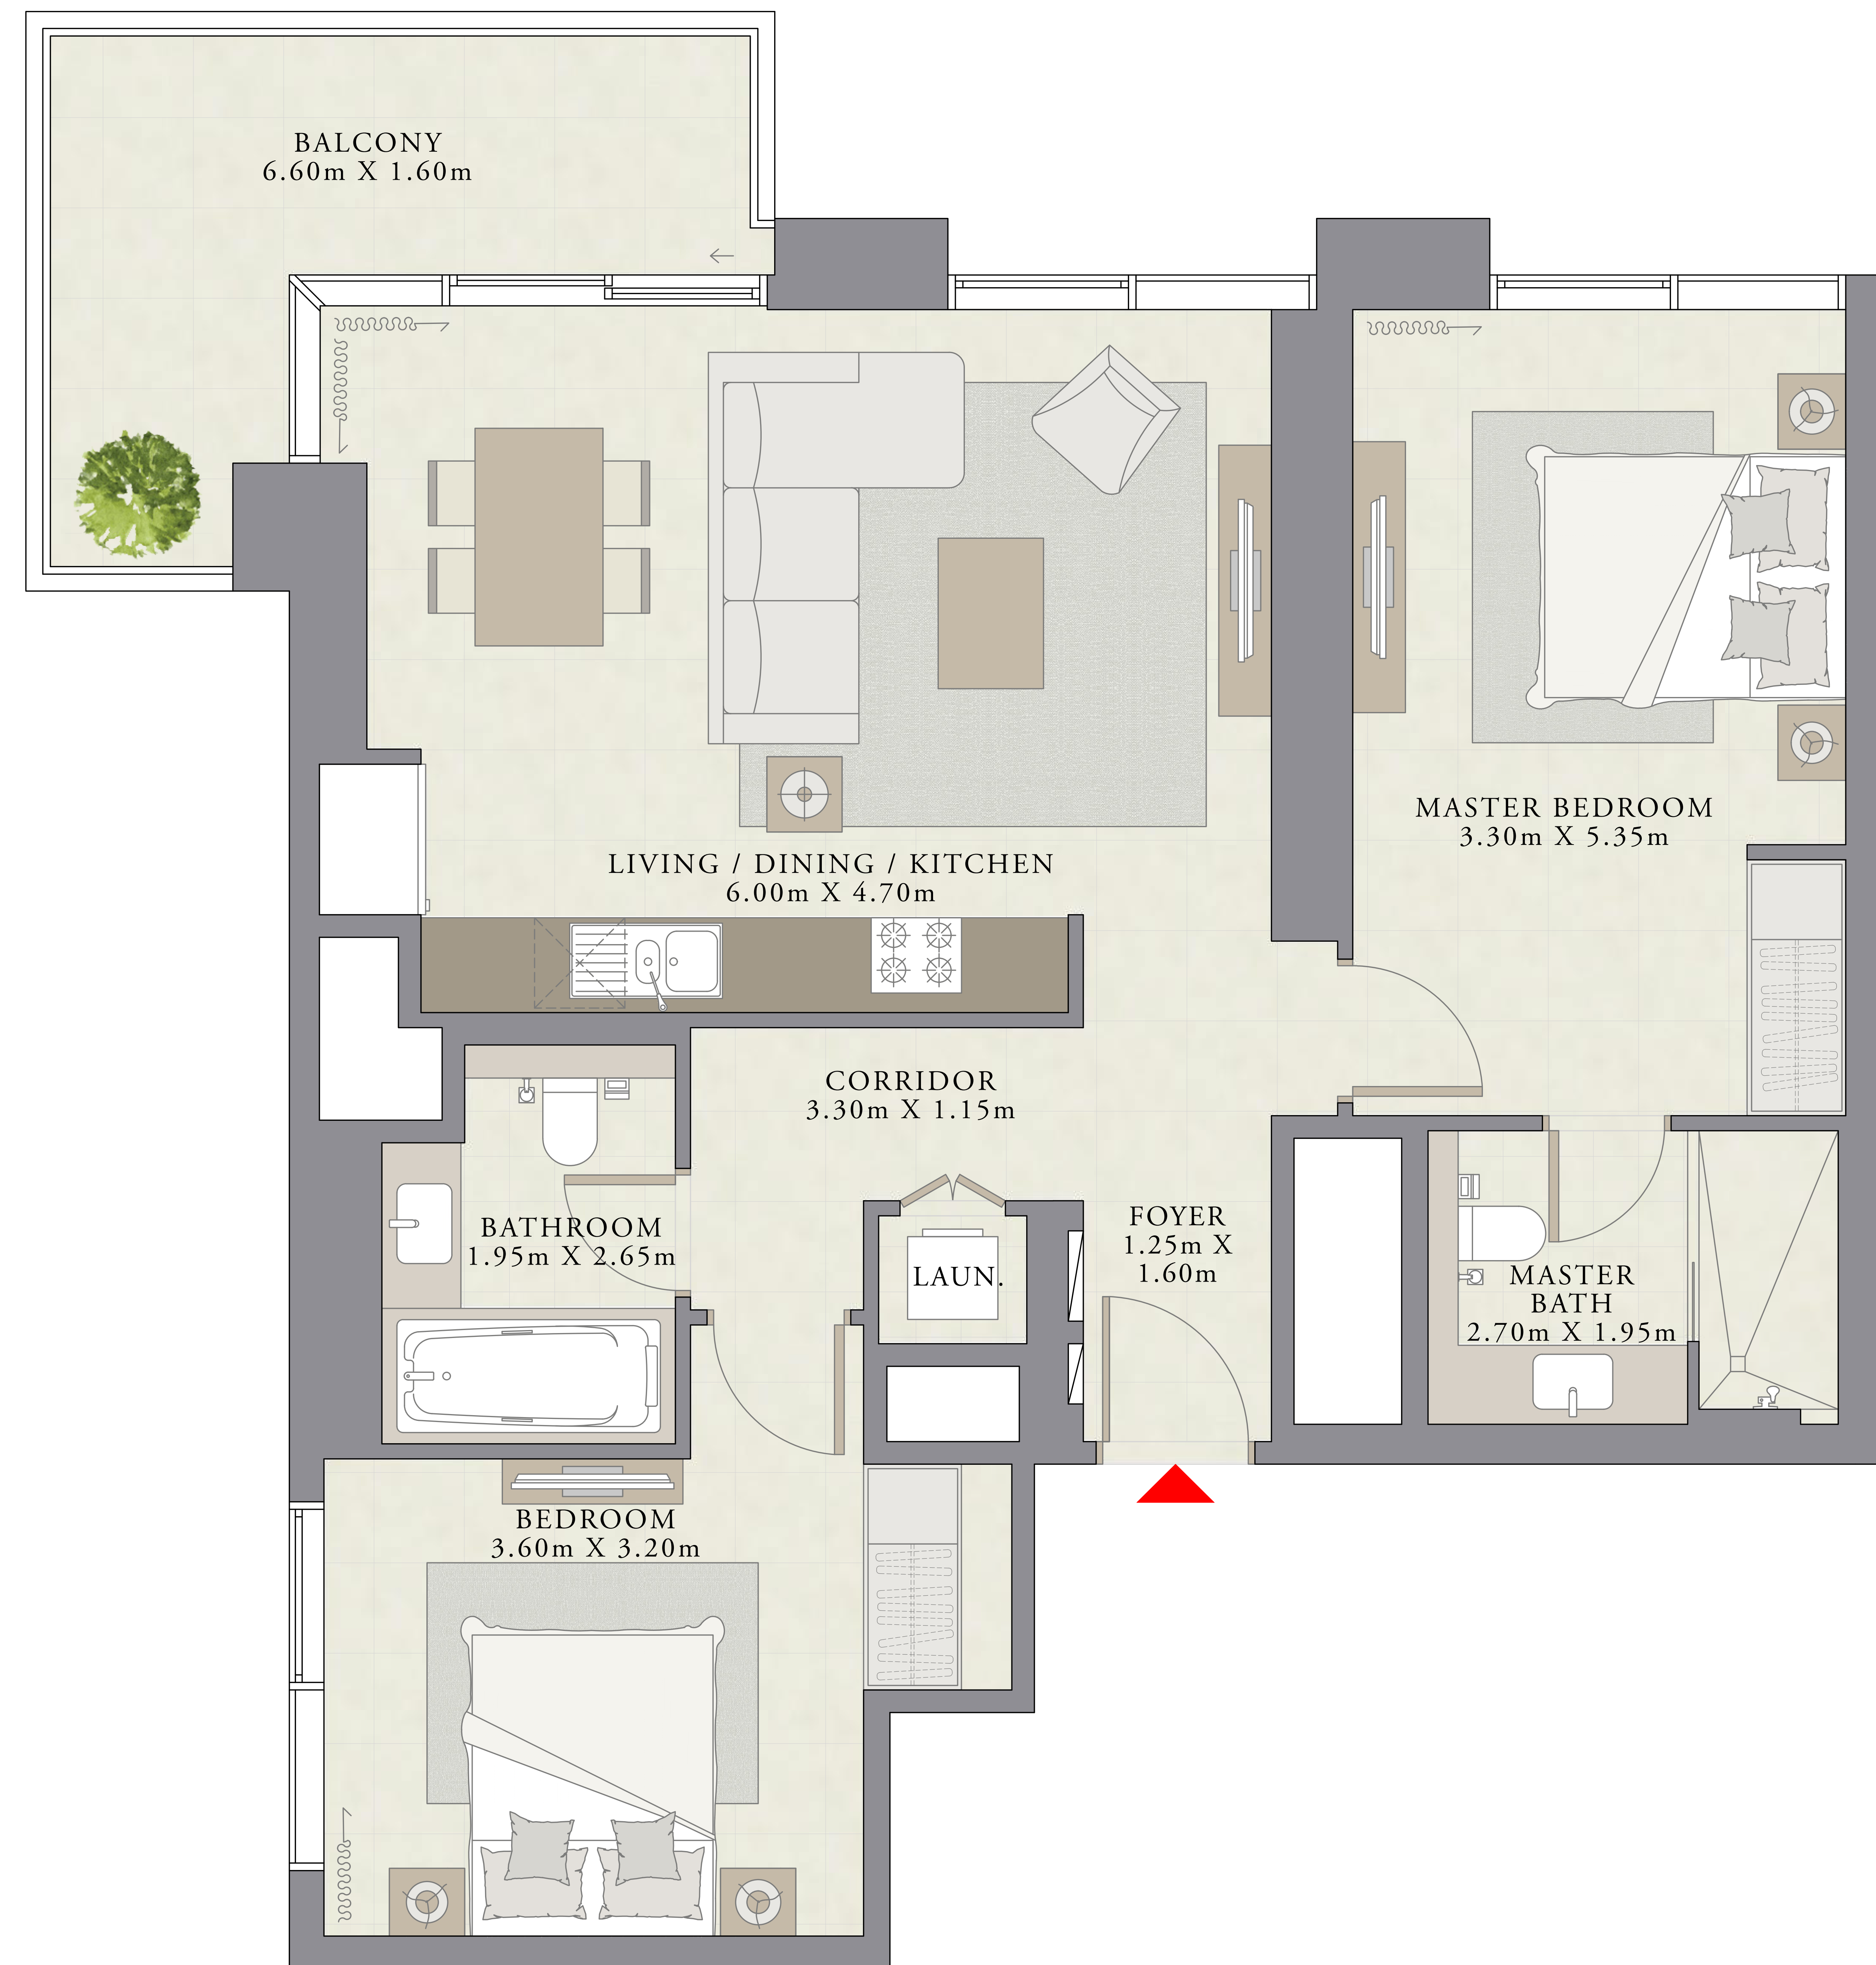 BALCONY
6.60m X 1.60m
MASTER BEDROOM
3.30m X 5.35m
LIVING / DINING / KITCHEN
6.00m X 4.70m
CORRIDOR
3.30m X 1.15m
BATHROOM
1.95m X 2.65m
LAUN.
FOYER
1.25m X
1.60m
MASTER
BATH
2.70m X 1.95m
BEDROOM
3.60m X 3.20m